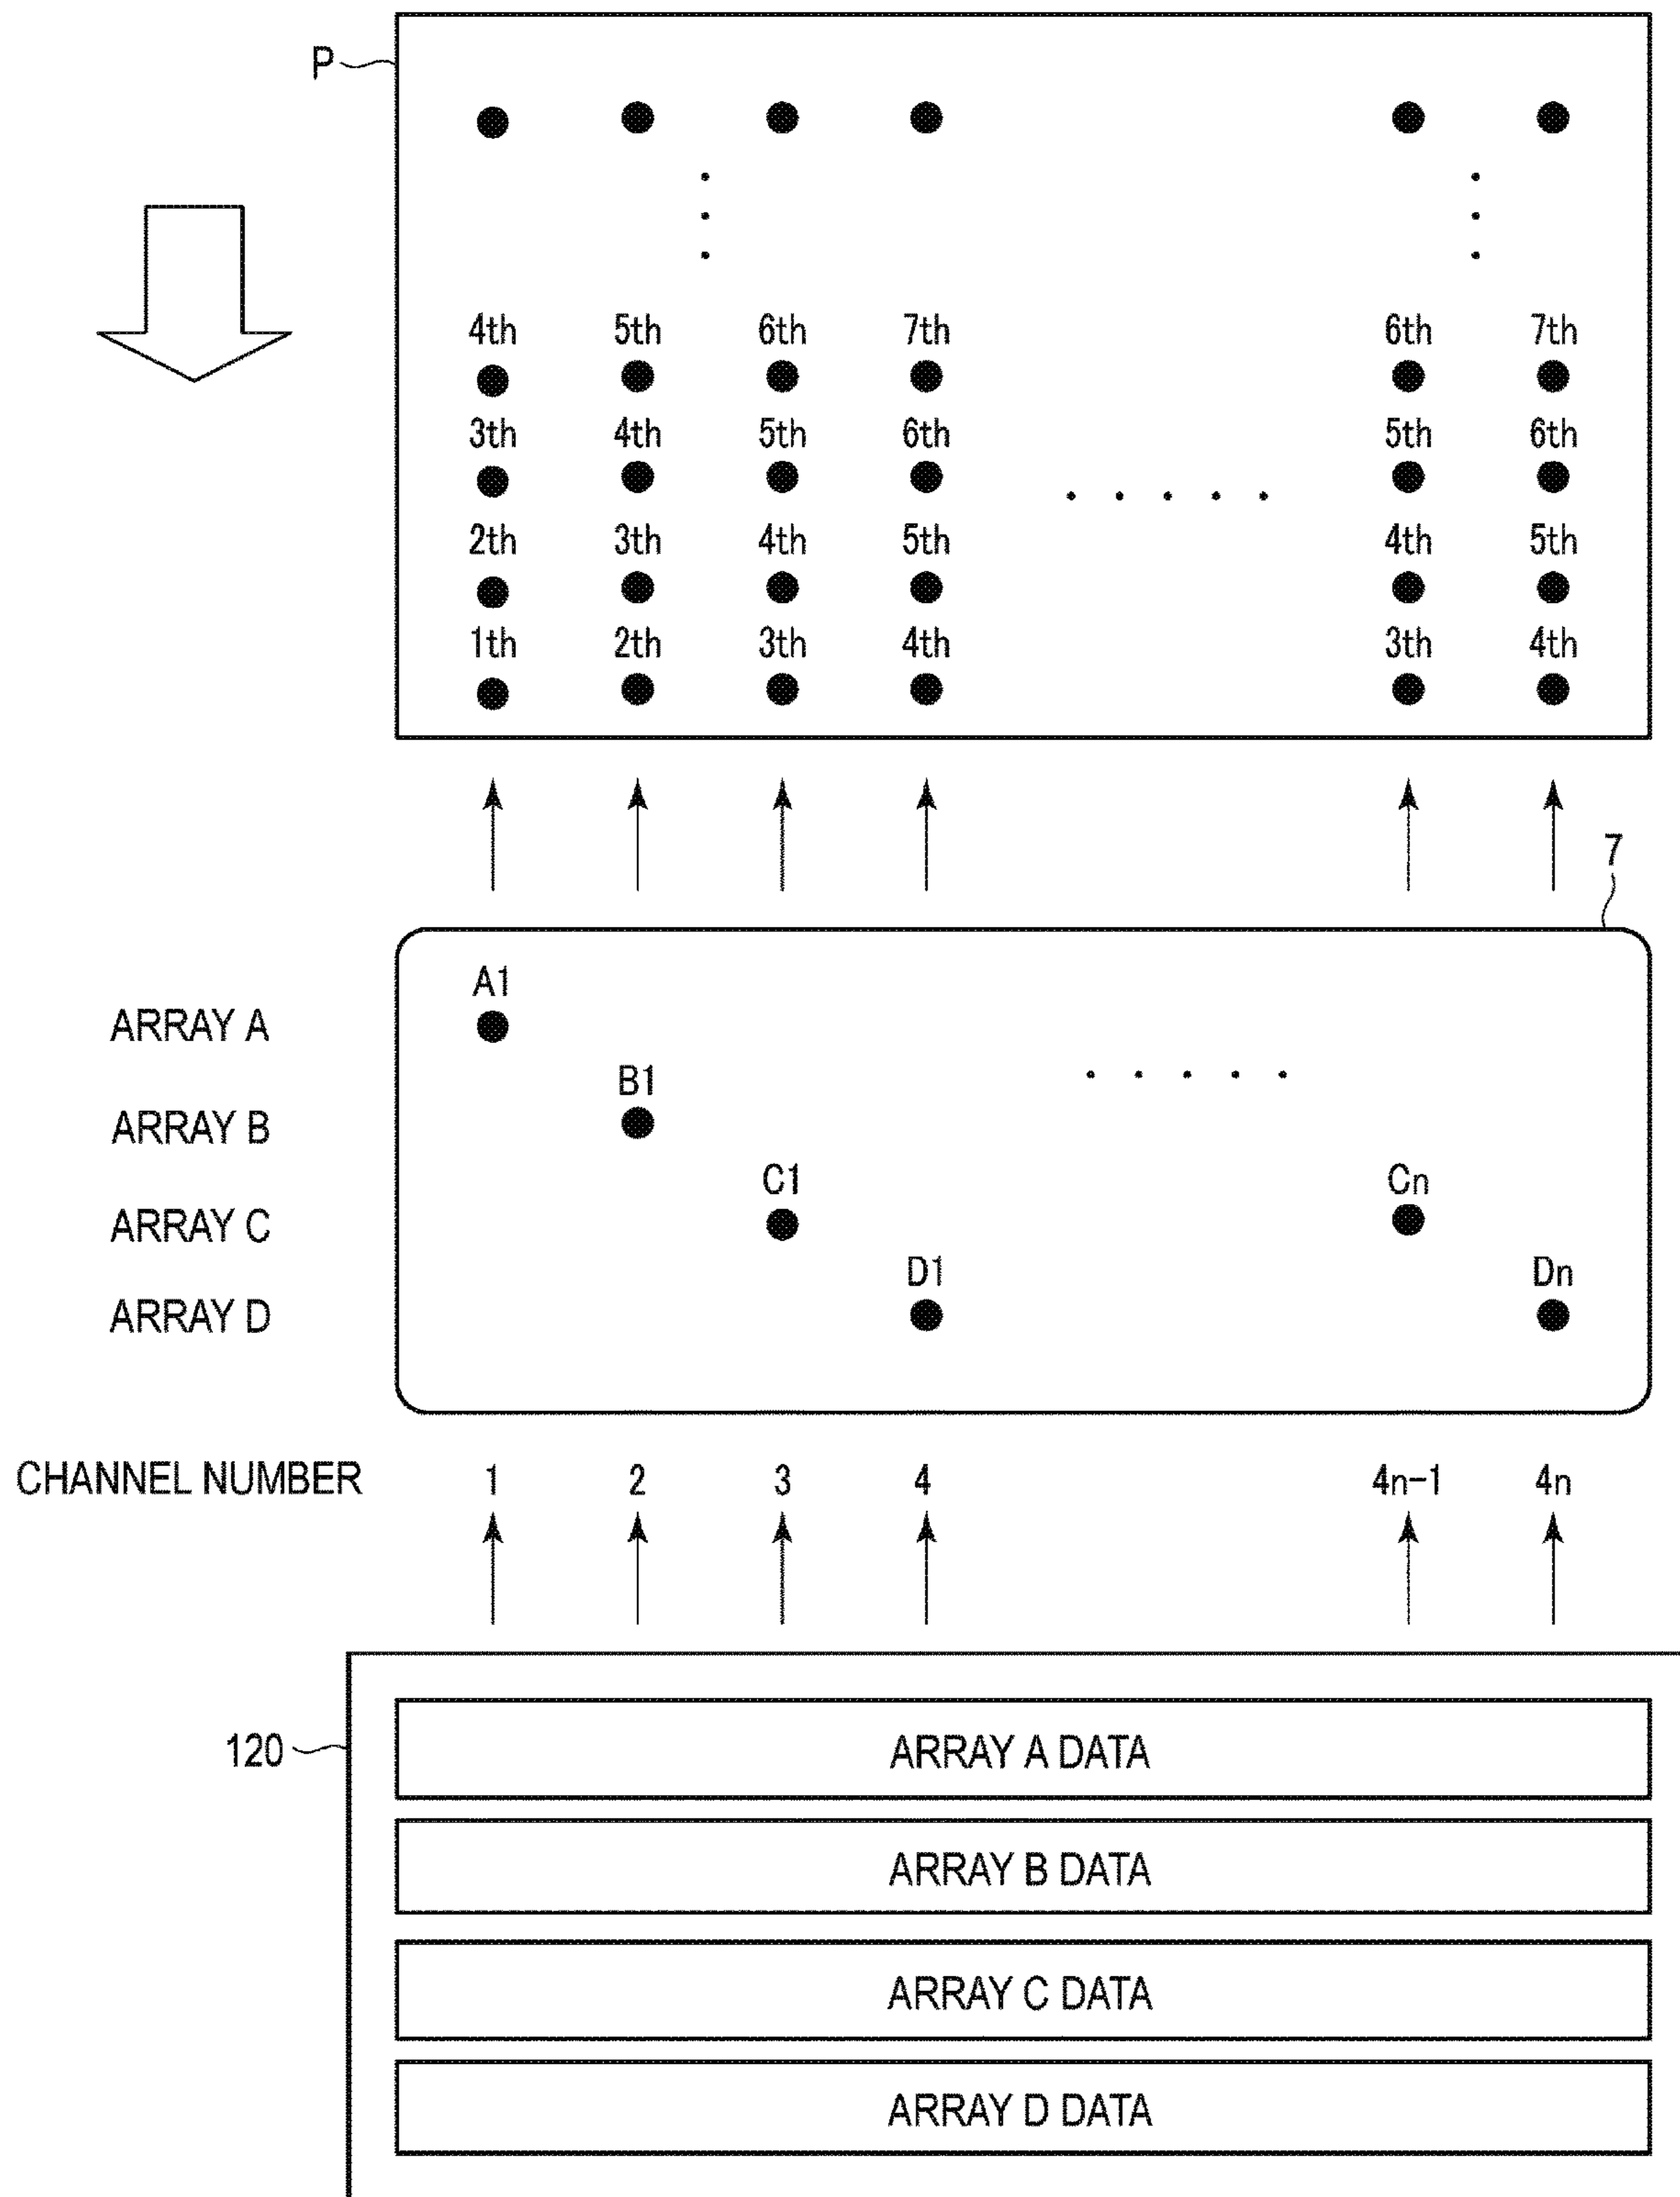 P
4th 5th 6th 7th 6th 7th
3th 4th 5th 6th 5th 6th
2th 3th 4th 5th 4th 5th
1th 2th 3th 4th 3th 4th
7
A1
ARRAY A
B1
ARRAY B
C1 Cn
ARRAY C
D1 Dn
ARRAY D
CHANNEL NUMBER 1 2 3 4 4n-1 4n
120
ARRAY A DATA
ARRAY B DATA
ARRAY C DATA
ARRAY D DATA